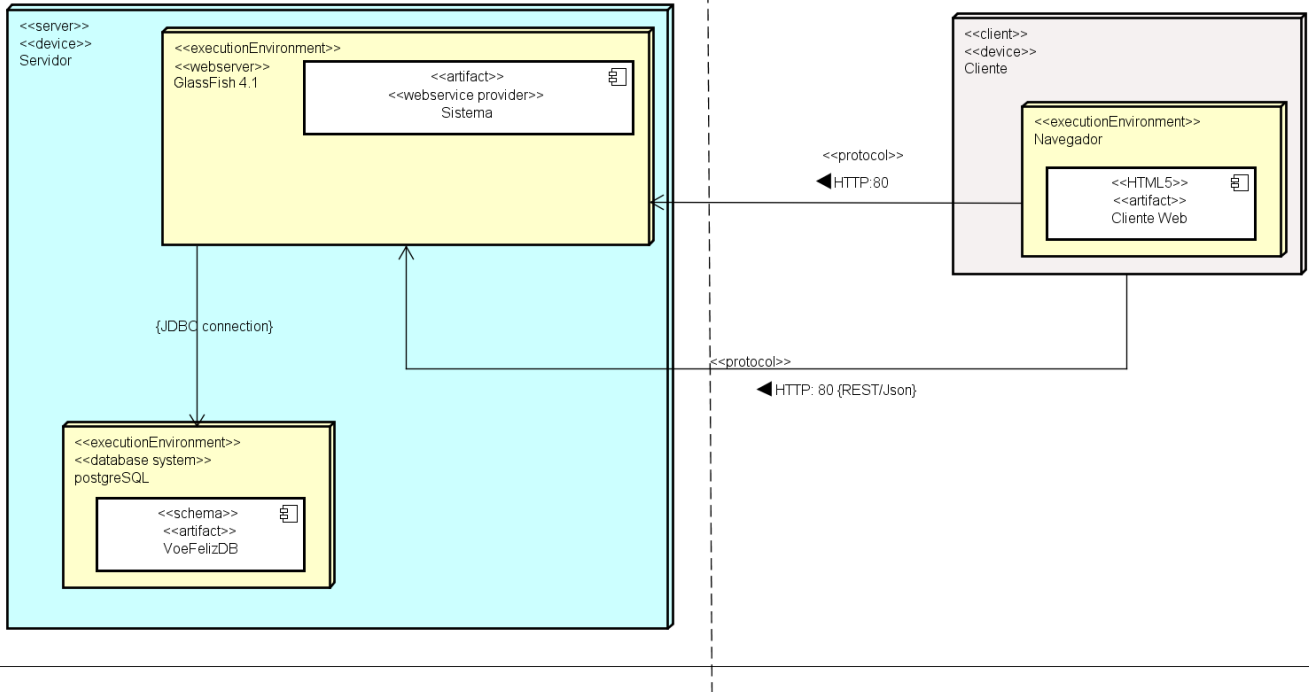 <<server>>
<<device>>
Servidor
<<executionEnvironment>>
<<webserver>>
GlassFish 4.1
<<artifact>>
<<webservice provider>>
Sistema
{JDBC connection}
<<executionEnvironment>>
<<database system>>
postgreSQL
<<schema>>
<<artifact>>
VoeFelizDB
<<protocol>>
HTTP:80
<<protocol>>
HTTP: 80 {REST/Json}
<<client>>
<<device>>
Cliente
<<executionEnvironment>>
Navegador
<<HTML5>>
<<artifact>>
Cliente Web